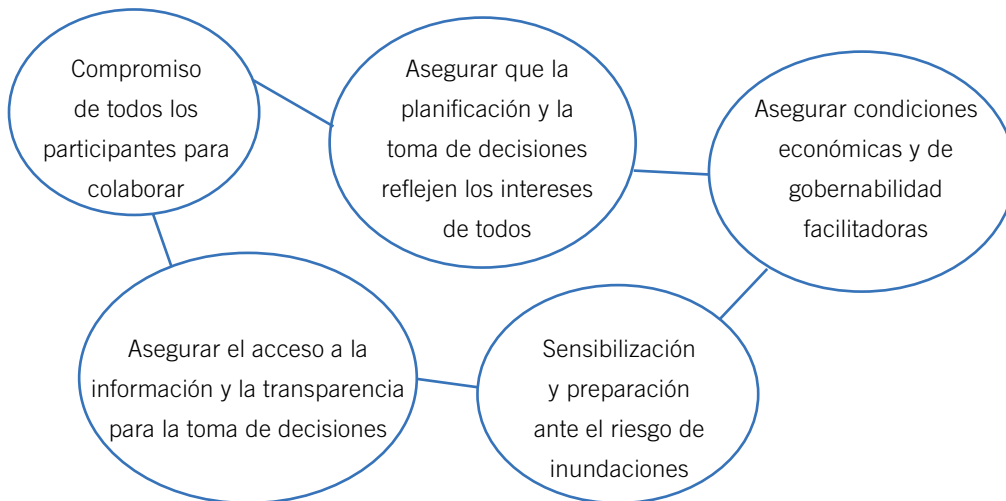 Compromiso
de todos los
participantes para
colaborar
Asegurar que la
planificación y la
toma de decisiones
reflejen los intereses
de todos
Asegurar condiciones
económicas y de
gobernabilidad
facilitadoras
Asegurar el acceso a la
información y la transparencia
para la toma de decisiones
Sensibilización
y preparación
ante el riesgo de
inundaciones